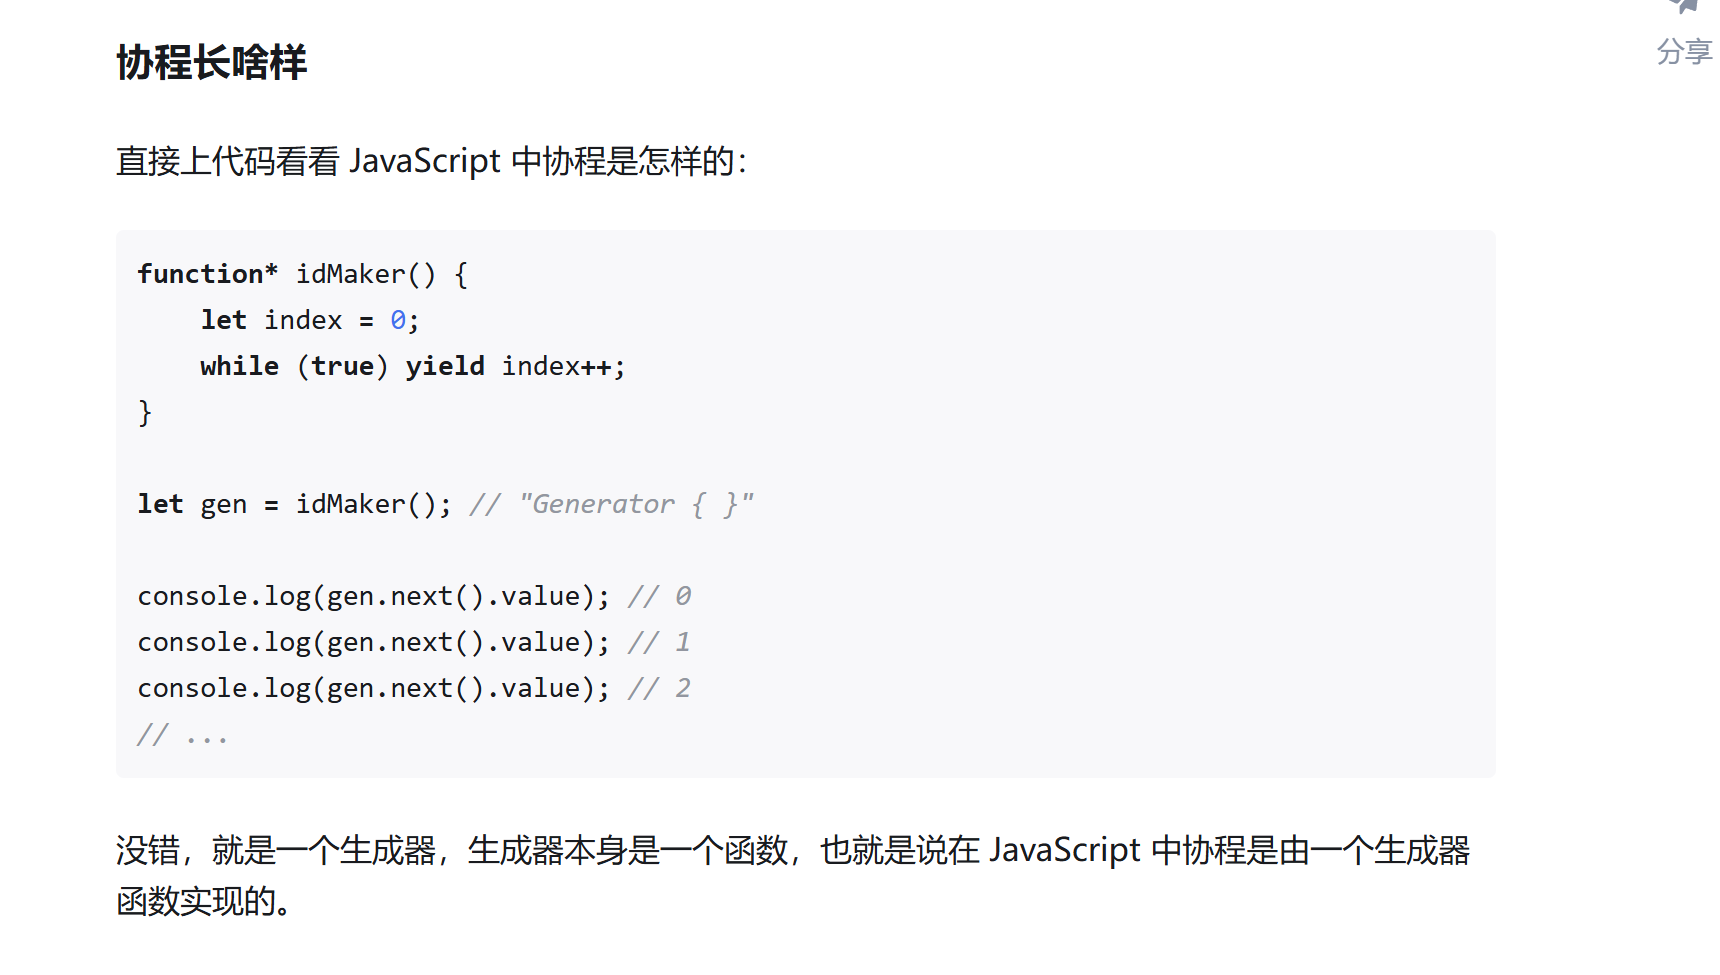 分享
协程长啥样
直接上代码看看 JavaScript 中协程是怎样的：
function* idMaker() {
    let index = 0;
    while (true) yield index++;
}
let gen = idMaker(); // "Generator { }"
console.log(gen.next().value); // 0
console.log(gen.next().value); // 1
console.log(gen.next().value); // 2
// ...
没错，就是一个生成器，生成器本身是一个函数，也就是说在 JavaScript 中协程是由一个生成器
函数实现的。